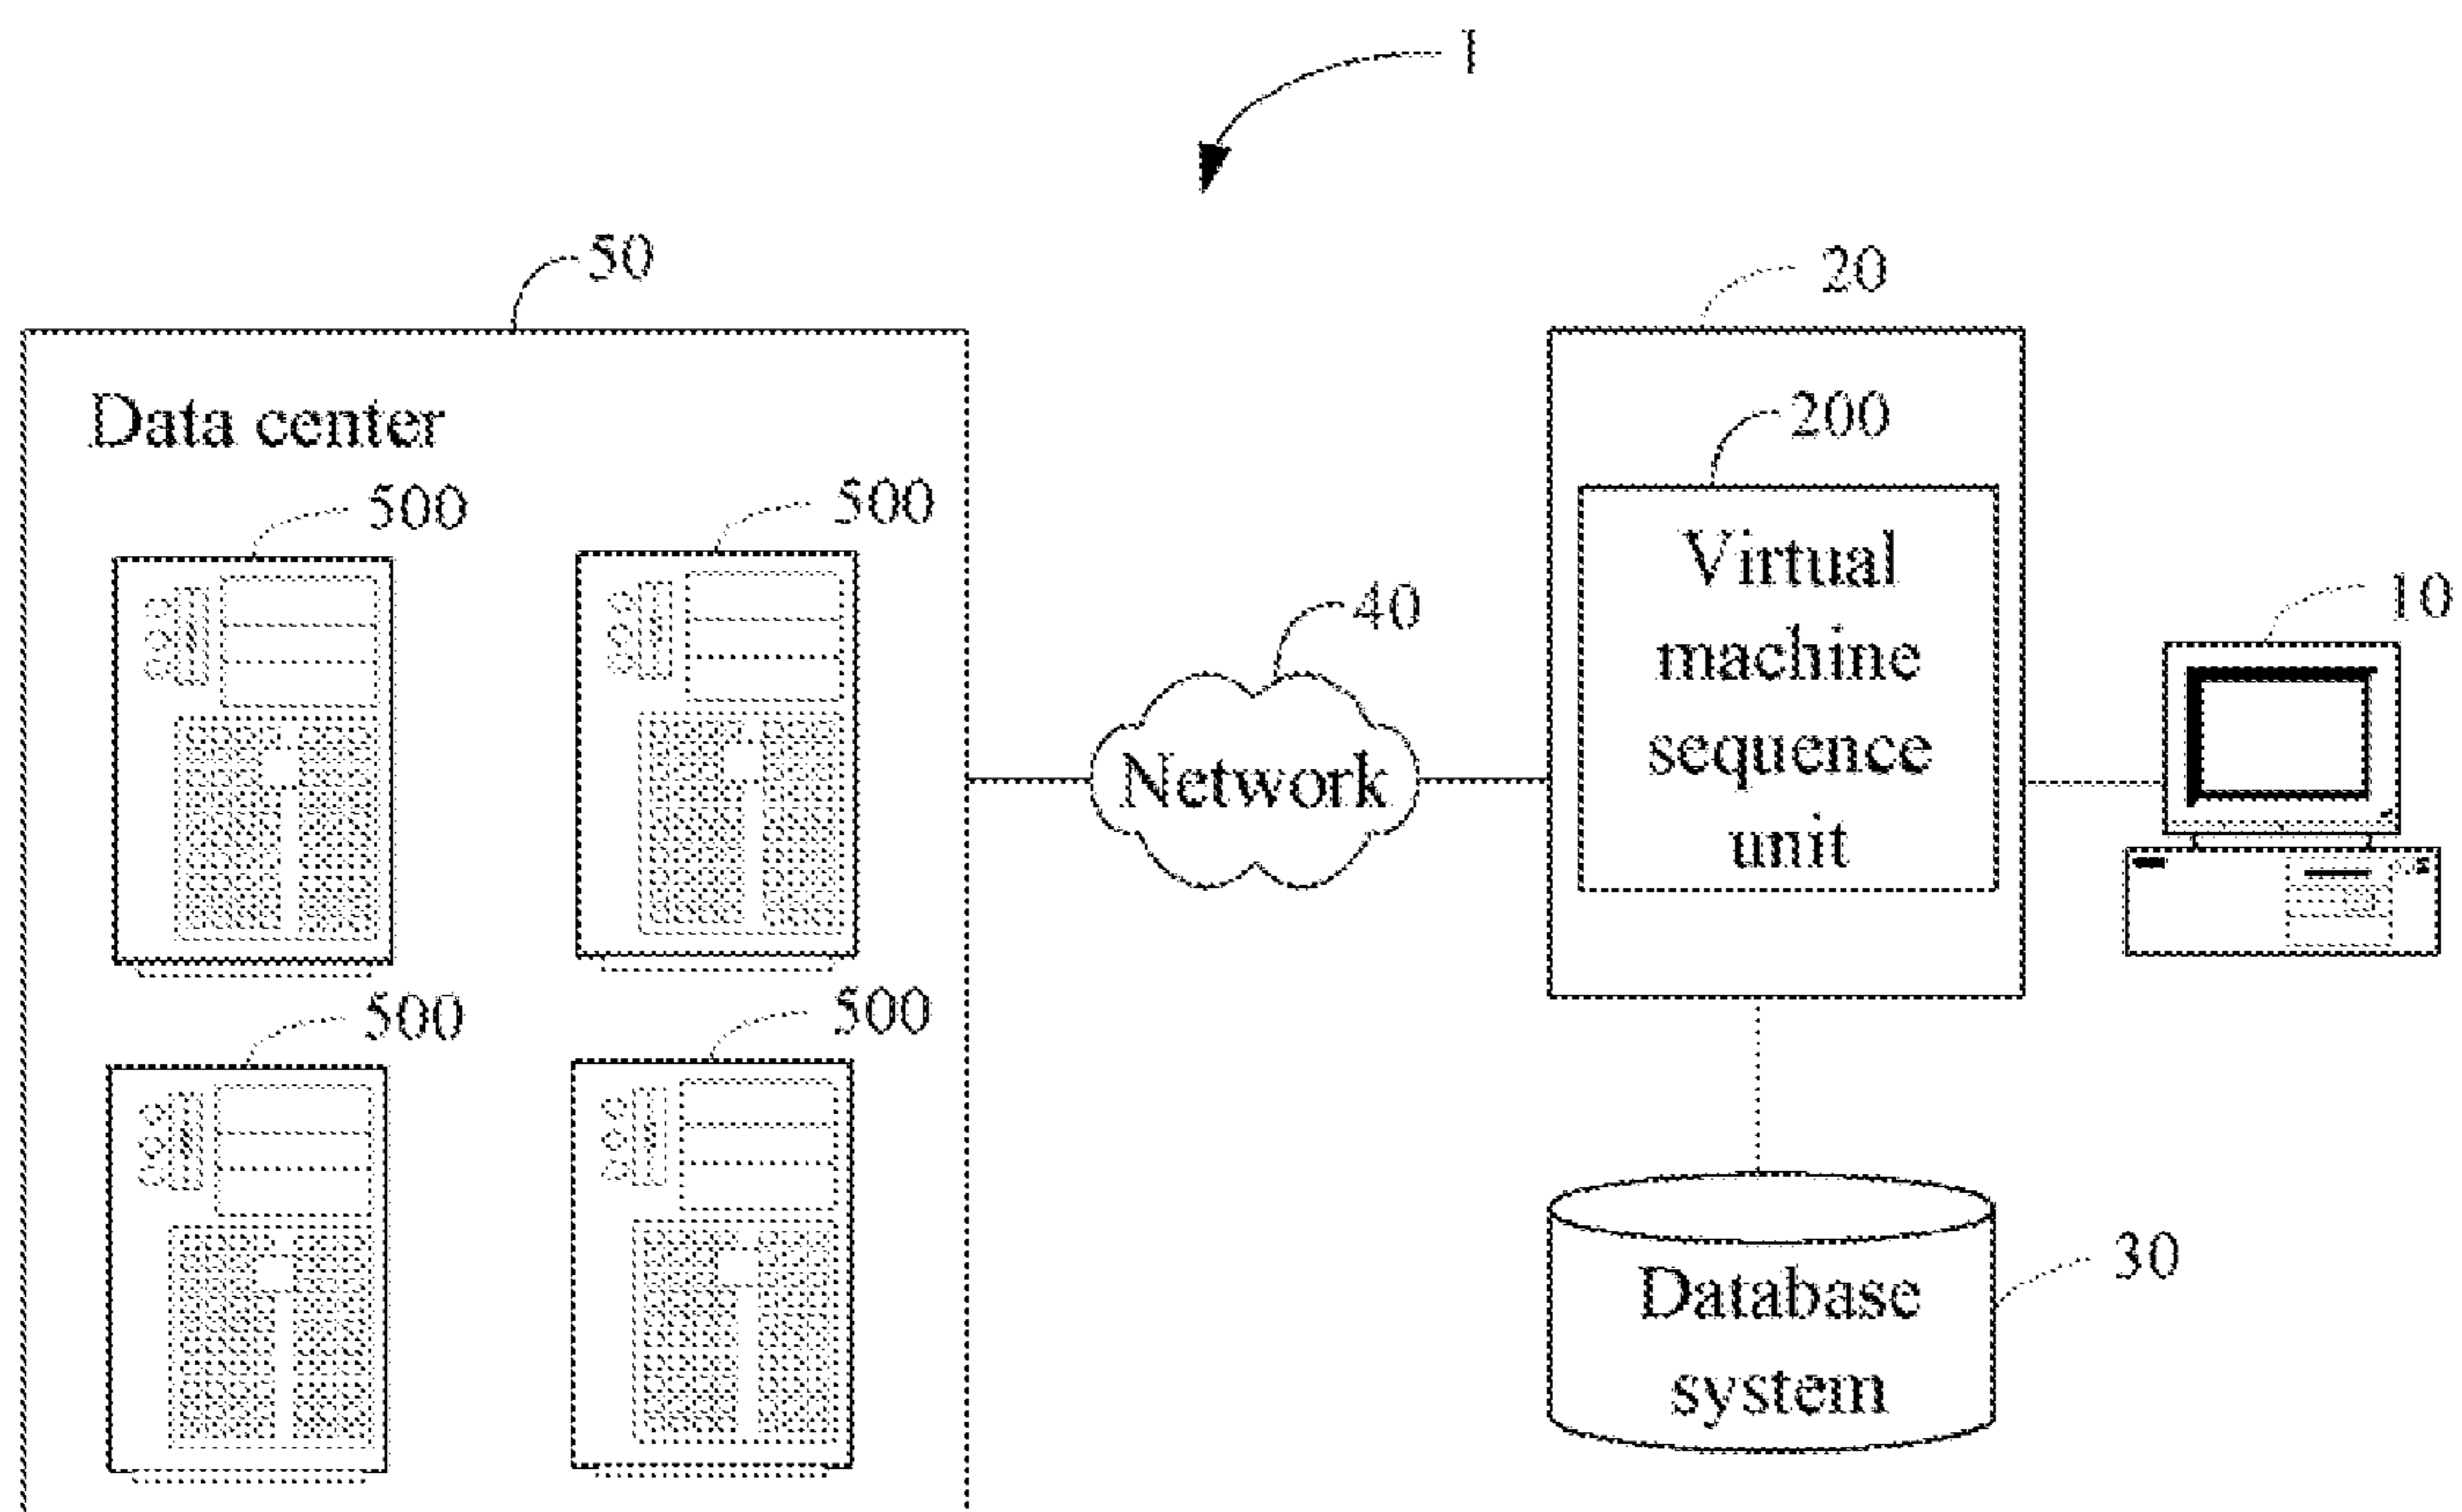 1
50
20
Data center
200
500
500
Virtual
machine
sequence
unit
40
10
Network
500
500
30
Database
system